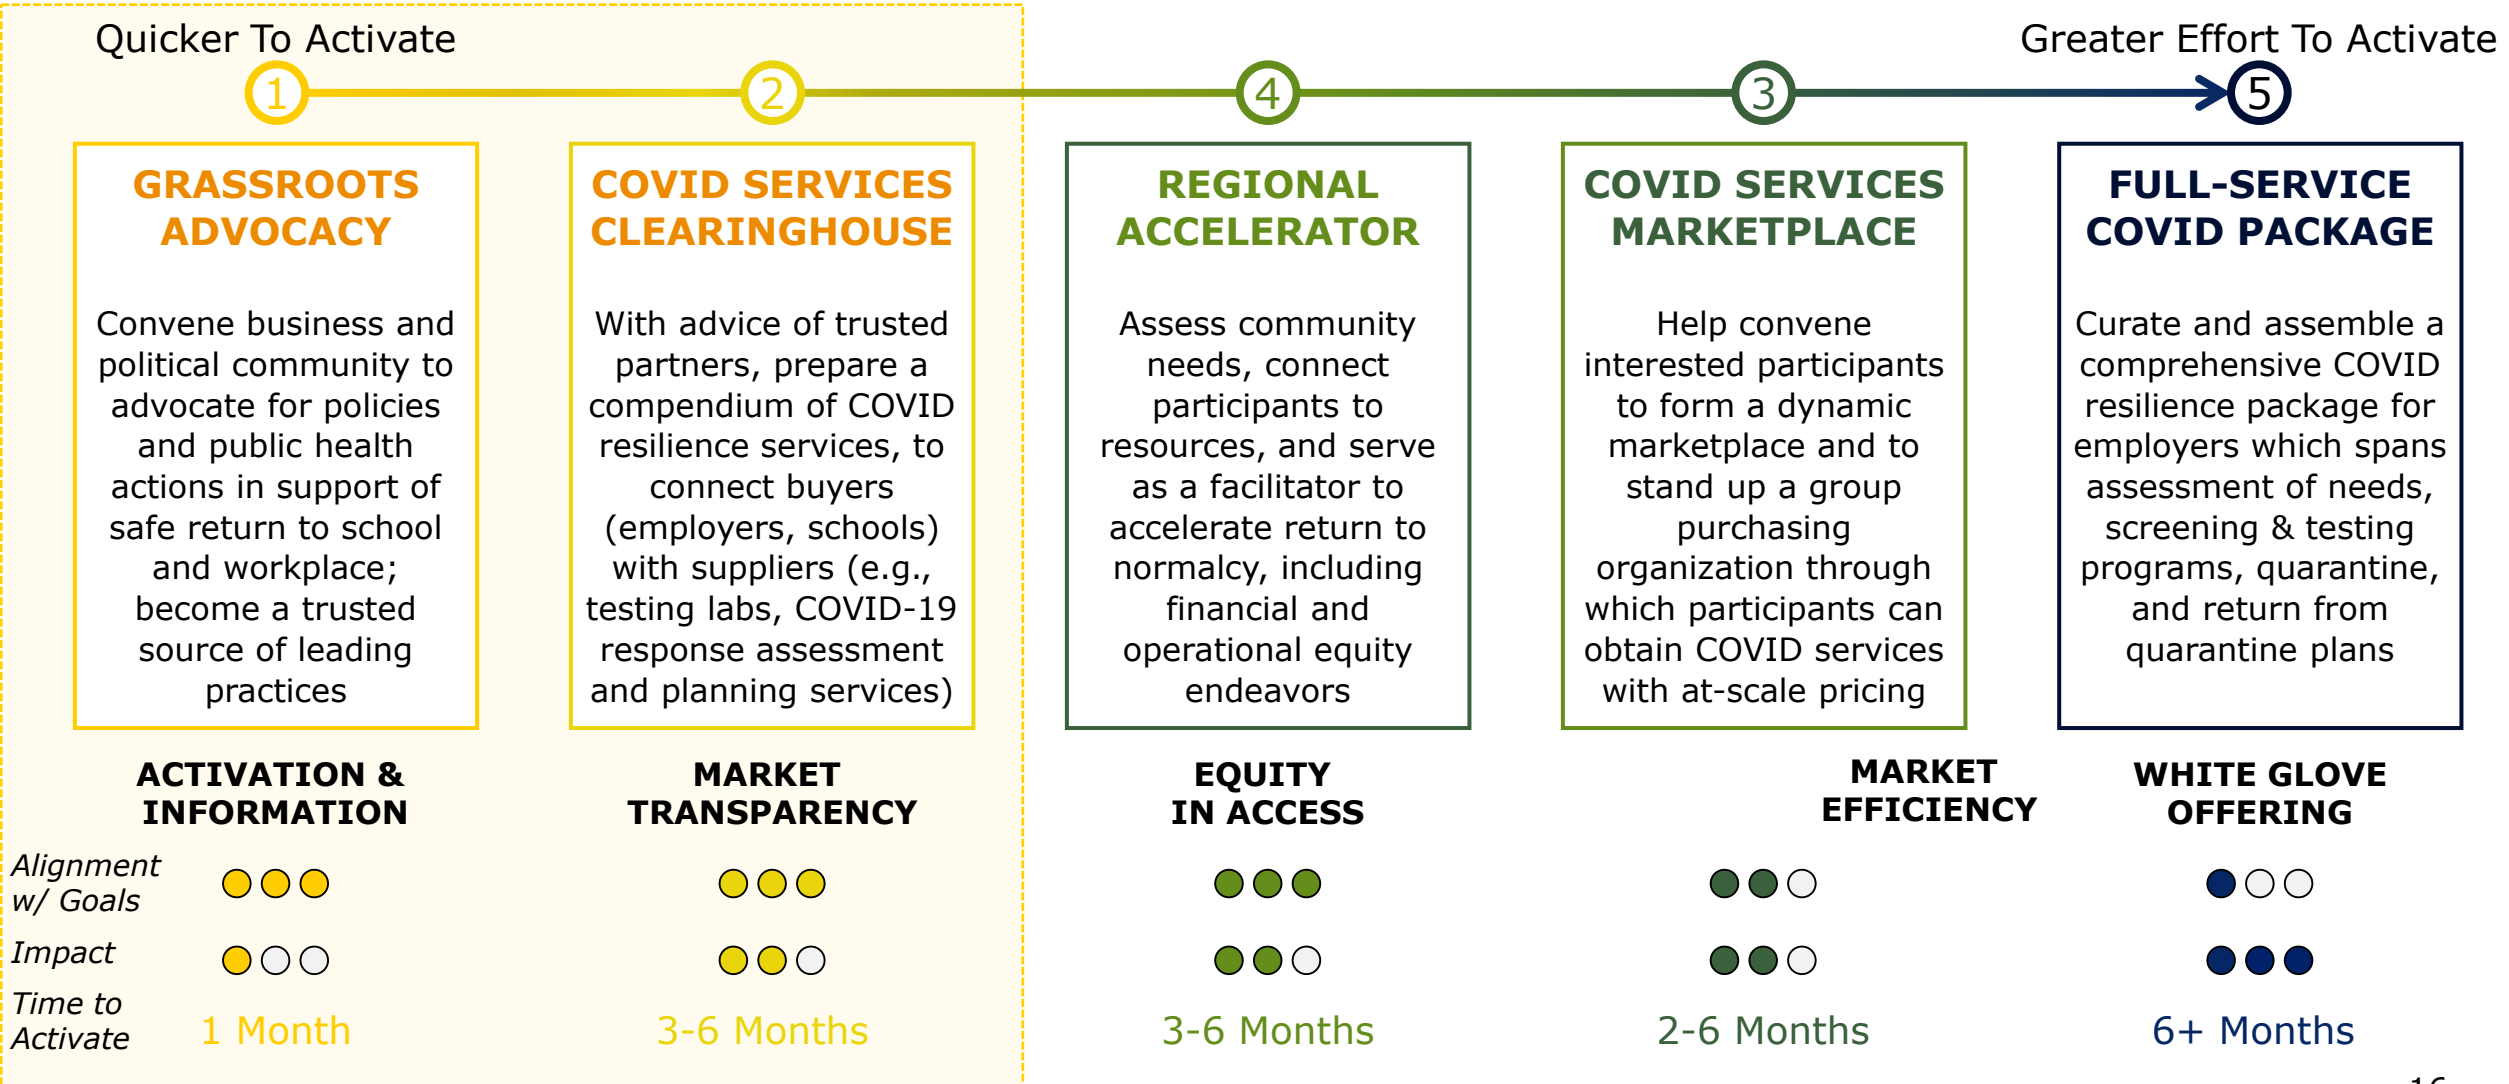 Quicker To Activate
Greater Effort To Activate
1
2
4
3
5
GRASSROOTS
ADVOCACY
Convene business and
political community to
advocate for policies
and public health
actions in support of
safe return to school
and workplace;
become a trusted
source of leading
practices
COVID SERVICES
CLEARINGHOUSE
With advice of trusted
partners, prepare a
compendium of COVID
resilience services, to
connect buyers
(employers, schools)
with suppliers (e.g.,
testing labs, COVID-19
response assessment
and planning services)
REGIONAL
ACCELERATOR
Assess community
needs, connect
participants to
resources, and serve
as a facilitator to
accelerate return to
normalcy, including
financial and
operational equity
endeavors
COVID SERVICES
MARKETPLACE
Help convene
interested participants
to form a dynamic
marketplace and to
stand up a group
purchasing
organization through
which participants can
obtain COVID services
with at-scale pricing
FULL-SERVICE
COVID PACKAGE
Curate and assemble a
comprehensive COVID
resilience package for
employers which spans
assessment of needs,
screening & testing
programs, quarantine,
and return from
quarantine plans
ACTIVATION &
INFORMATION
MARKET
TRANSPARENCY
EQUITY
IN ACCESS
MARKET
EFFICIENCY
WHITE GLOVE
OFFERING
Alignment
w/ Goals
Impact
Time to
Activate
1 Month
3-6 Months
3-6 Months
2-6 Months
6+ Months